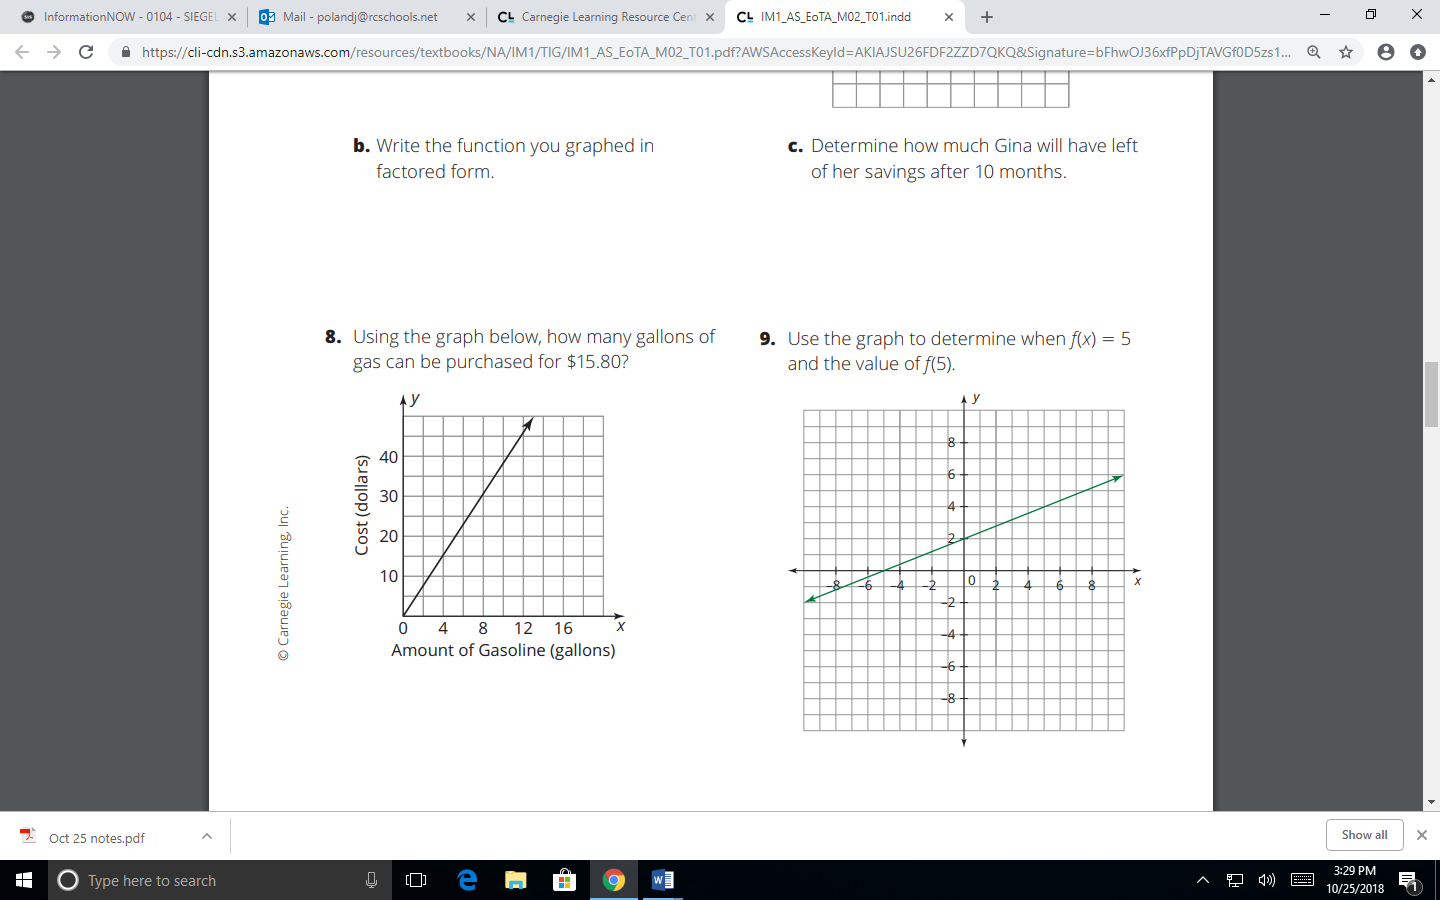 InformationNOW - 0104 - SIEGEL
Mail - polandj@rcschools.net
CL Carnegie Learning Resource Cen
CL IM1_AS_EoTA_M02_T01.indd
https://cli-cdn.s3.amazonaws.com/resources/textbooks/NA/IM1/TIG/IM1_AS_EoTA_M02_T01.pdf?AWSAccessKeyId=AKIAJSU26FDF2ZZD7QKQ&Signature=bFhwOJ36xfPpDjTAVGf0D5zs1...
b. Write the function you graphed in
factored form.
c. Determine how much Gina will have left
of her savings after 10 months.
8. Using the graph below, how many gallons of
gas can be purchased for $15.80?
y
Cost (dollars)
40
30
20
10
0 4 8 12 16 x
Amount of Gasoline (gallons)
9. Use the graph to determine when f(x) = 5
and the value of f(5).
y
8
6
4
2
–8 –6 –4 –2 0 2 4 6 8 x
–2
–4
–6
–8
© Carnegie Learning, Inc.
Oct 25 notes.pdf
Show all
Type here to search
3:29 PM
10/25/2018
1